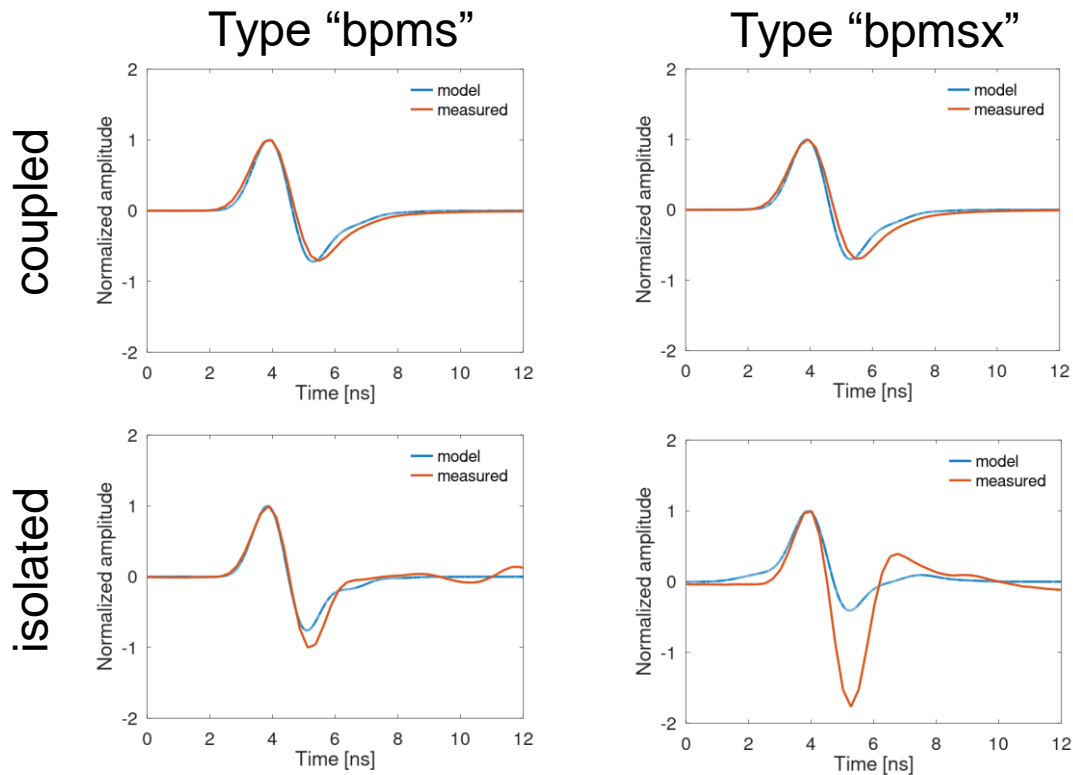 Type “bpms”
Type “bpmsx”
coupled
isolated
2
1
0
-1
-2
Normalized amplitude
model
measured
0 2 4 6 8 10 12
Time [ns]
2
1
0
-1
-2
Normalized amplitude
model
measured
0 2 4 6 8 10 12
Time [ns]
2
1
0
-1
-2
Normalized amplitude
model
measured
0 2 4 6 8 10 12
Time [ns]
2
1
0
-1
-2
Normalized amplitude
model
measured
0 2 4 6 8 10 12
Time [ns]